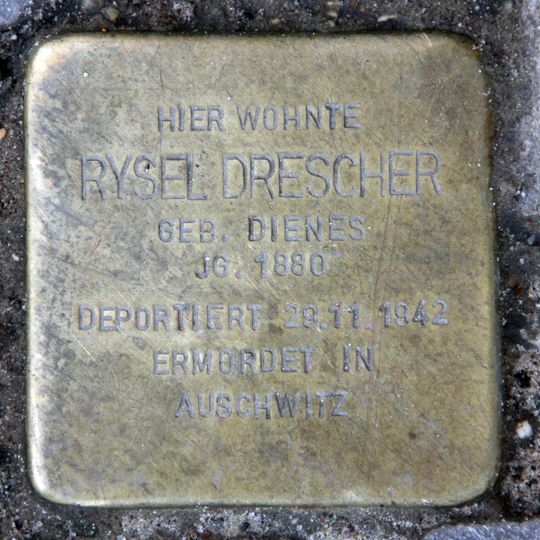 HIER WOHNTE
RYSEL DRESCHER
GEB. DIENES
JG. 1880
DEPORTIERT 29.11.1942
ERMORDET IN
AUSCHWITZ